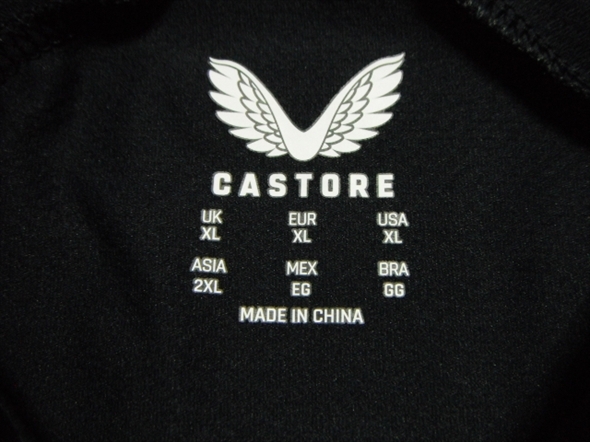 CASTORE
UK EUR USA
XL XL XL
ASIA MEX BRA
2XL EG GG
MADE IN CHINA